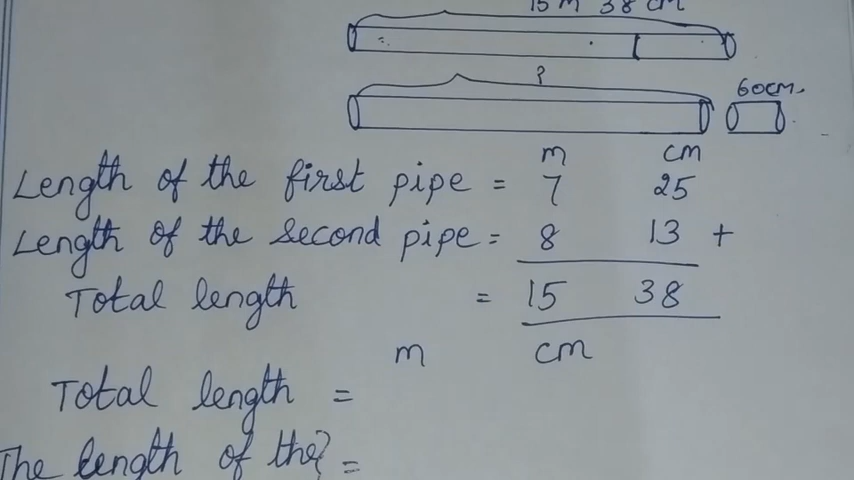 15 m 38 cm
?
60cm.
m cm
Length of the first pipe = 7 25
Length of the second pipe = 8 13 +
Total length = 15 38
m cm
Total length =
The length of the? =